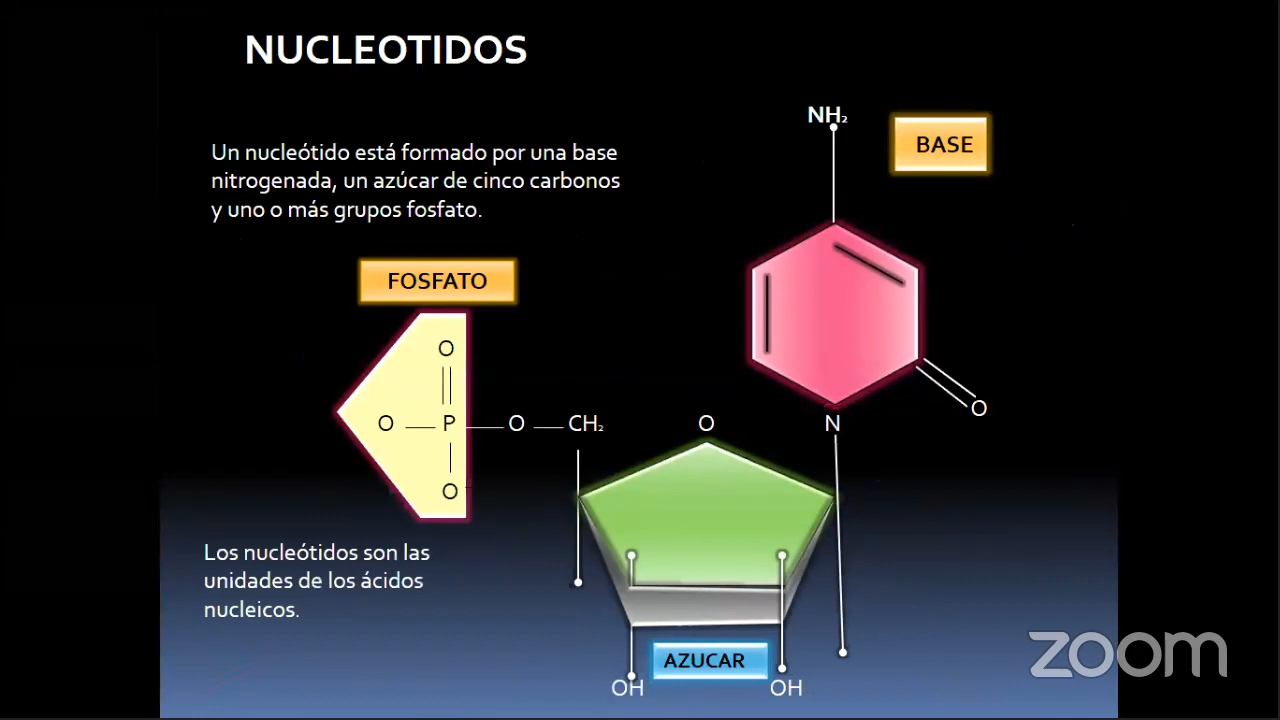 NUCLEOTIDOS
NH₂
BASE
Un nucleótido está formado por una base
nitrogenada, un azúcar de cinco carbonos
y uno o más grupos fosfato.
FOSFATO
O
O
O P O CH₂ O N
O
Los nucleótidos son las
unidades de los ácidos
nucleicos.
AZUCAR
OH OH
zoom